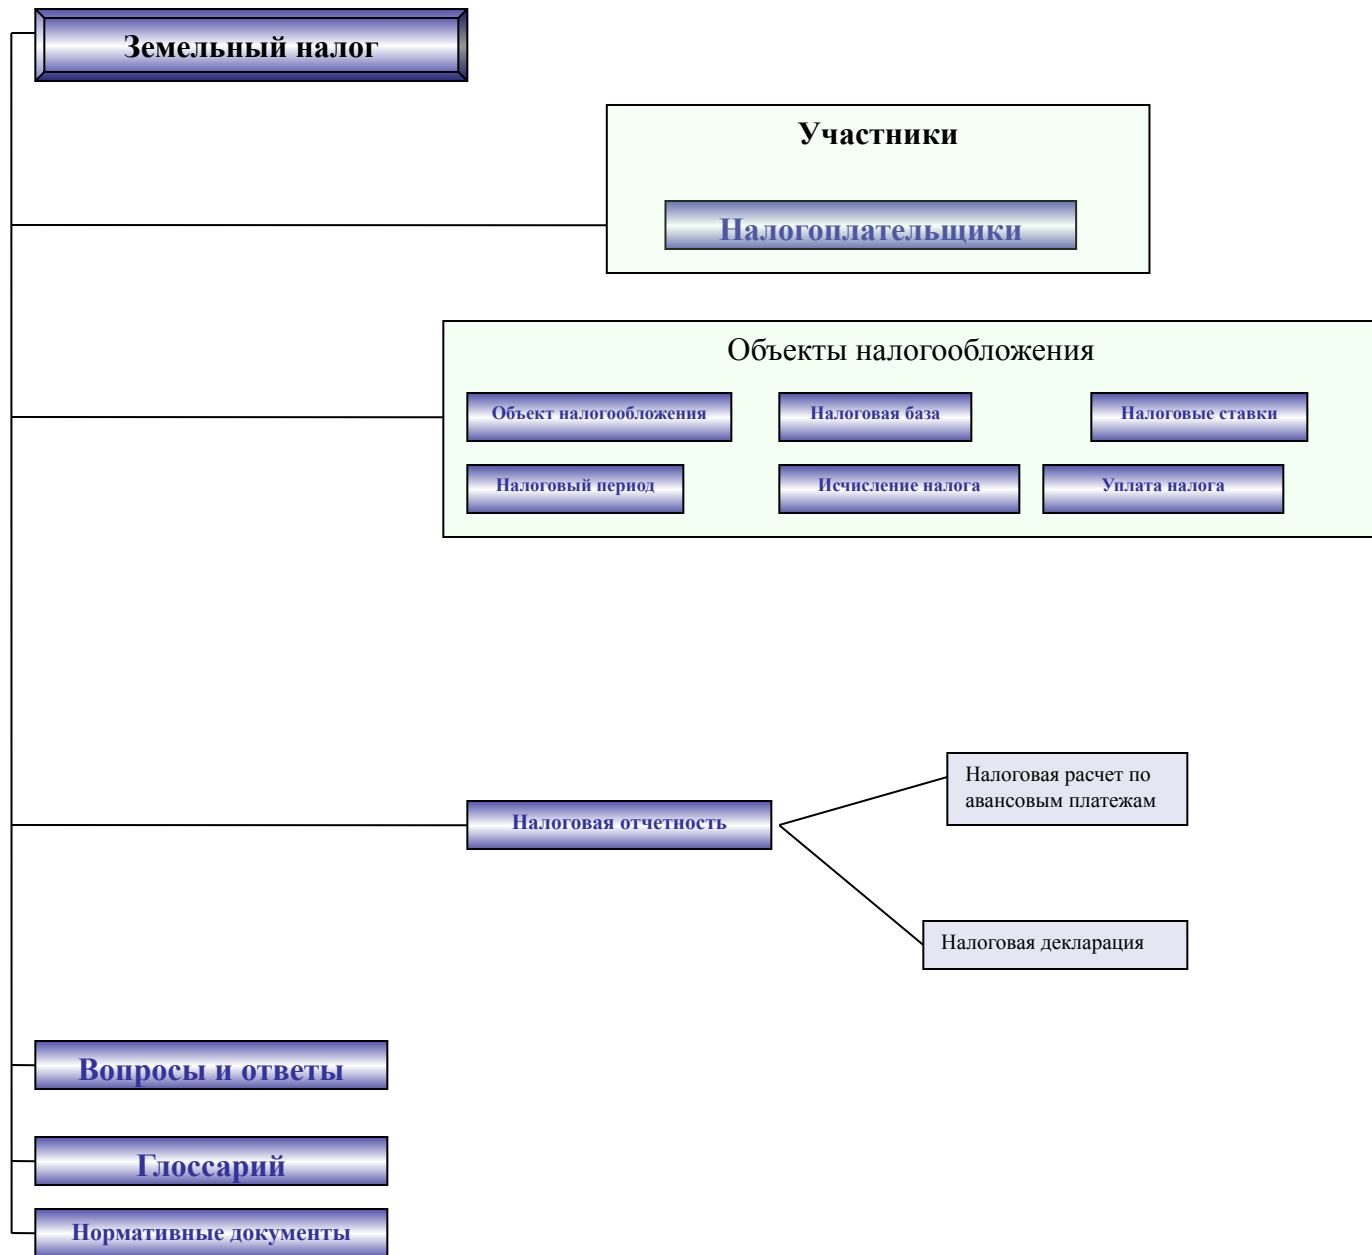 Земельный налог
Участники
Налогоплательщики
Объекты налогообложения
Объект налогообложения
Налоговая база
Налоговые ставки
Налоговый период
Исчисление налога
Уплата налога
Налоговая расчет по
авансовым платежам
Налоговая отчетность
Налоговая декларация
Вопросы и ответы
Глоссарий
Нормативные документы